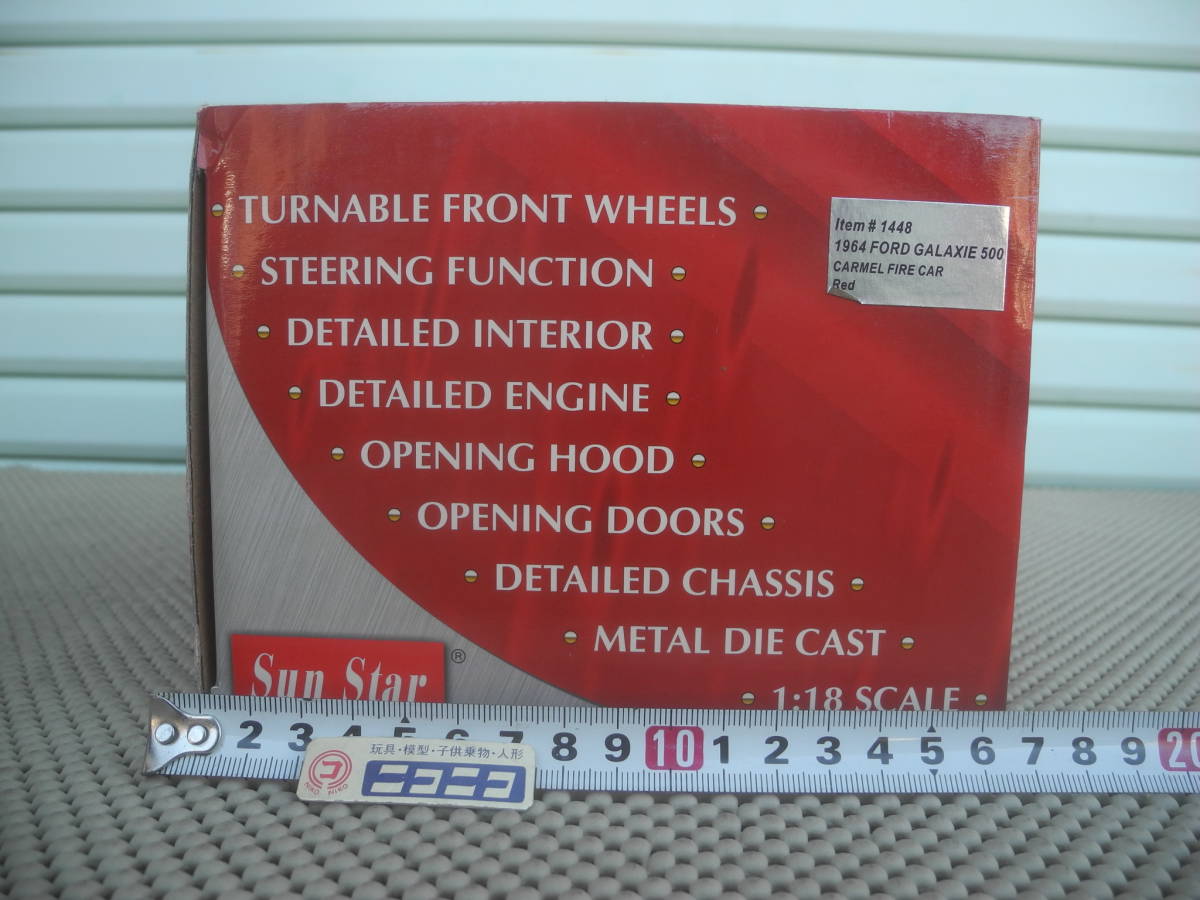 TURNABLE FRONT WHEELS
STEERING FUNCTION
DETAILED INTERIOR
DETAILED ENGINE
OPENING HOOD
OPENING DOORS
DETAILED CHASSIS
METAL DIE CAST
1:18 SCALE
Item # 1448
1964 FORD GALAXIE 500
CARMEL FIRE CAR
Red
Sun Star ®
2 3 4 5 6 7 8 9 10 1 2 3 4 5 6 7 8 9 20
玩具・模型・子供乗物・人形
ニコニコ
NIKO NIKO